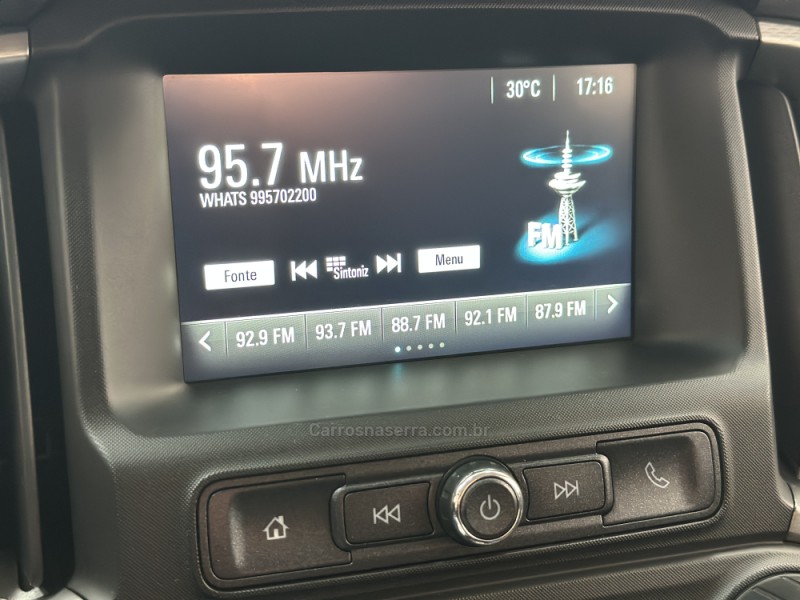 30°C 17:16
95.7 MHz
WHATS 995702200
FM
Fonte Sintoniz Menu
92.9 FM 93.7 FM 88.7 FM 92.1 FM 87.9 FM
Carrosnaserra.com.br